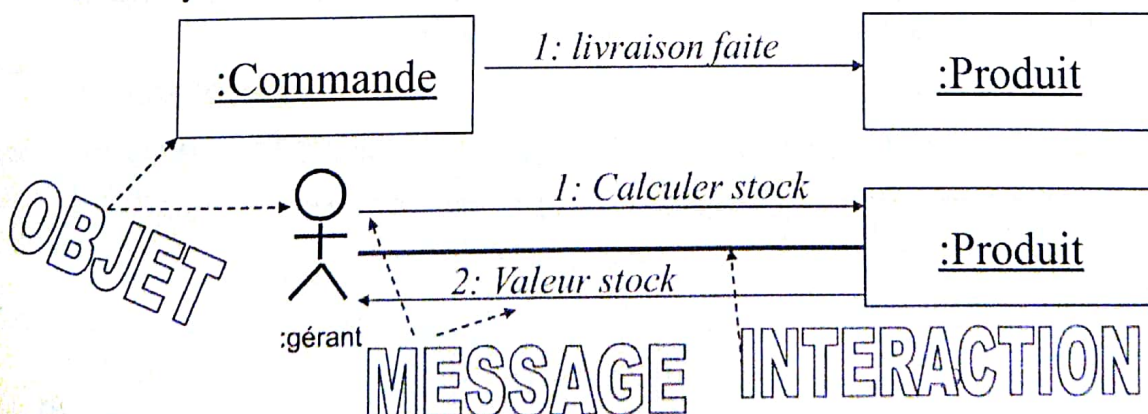 1: livraison faite
:Commande
:Produit
1: Calculer stock
OBJET
:Produit
2: Valeur stock
:gérant
MESSAGE
INTERACTION